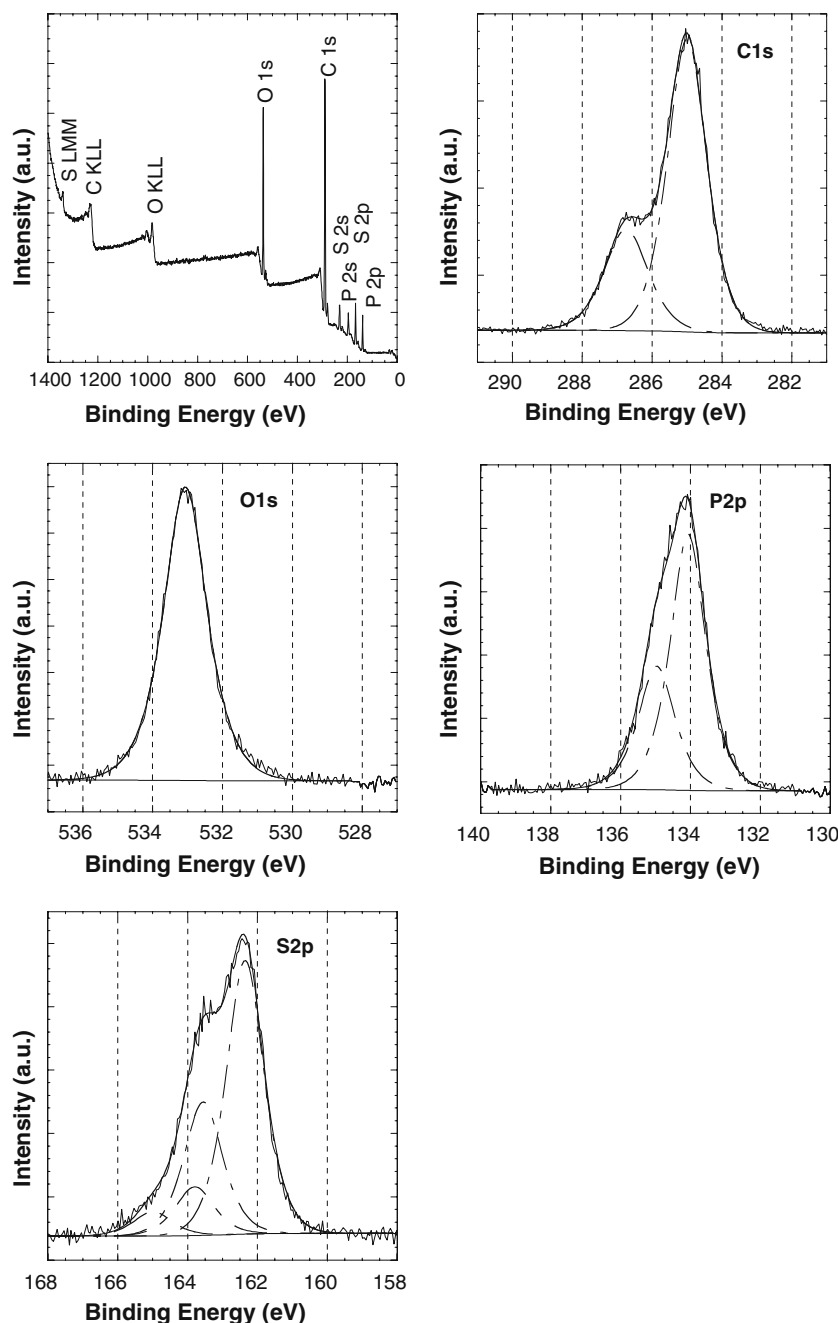 S LMM
C KLL
O KLL
O 1s
C 1s
P 2s S 2s
P 2p S 2p
Intensity (a.u.)
1400 1200 1000 800 600 400 200 0
Binding Energy (eV)
C1s
Intensity (a.u.)
290 288 286 284 282
Binding Energy (eV)
O1s
Intensity (a.u.)
536 534 532 530 528
Binding Energy (eV)
P2p
Intensity (a.u.)
140 138 136 134 132 130
Binding Energy (eV)
S2p
Intensity (a.u.)
168 166 164 162 160 158
Binding Energy (eV)